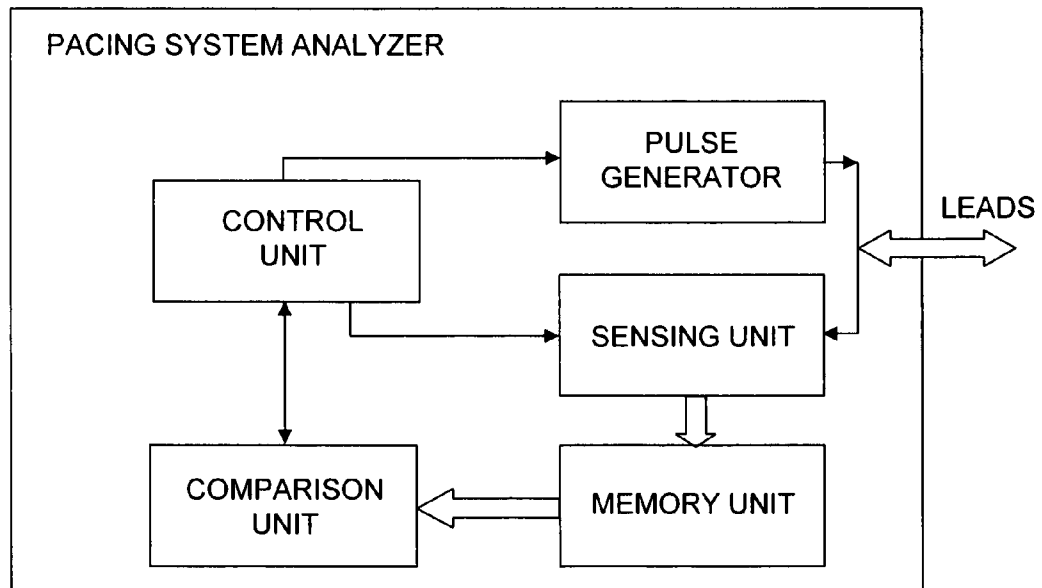 PACING SYSTEM ANALYZER
PULSE
GENERATOR
CONTROL
UNIT
LEADS
SENSING UNIT
COMPARISON
UNIT
MEMORY UNIT